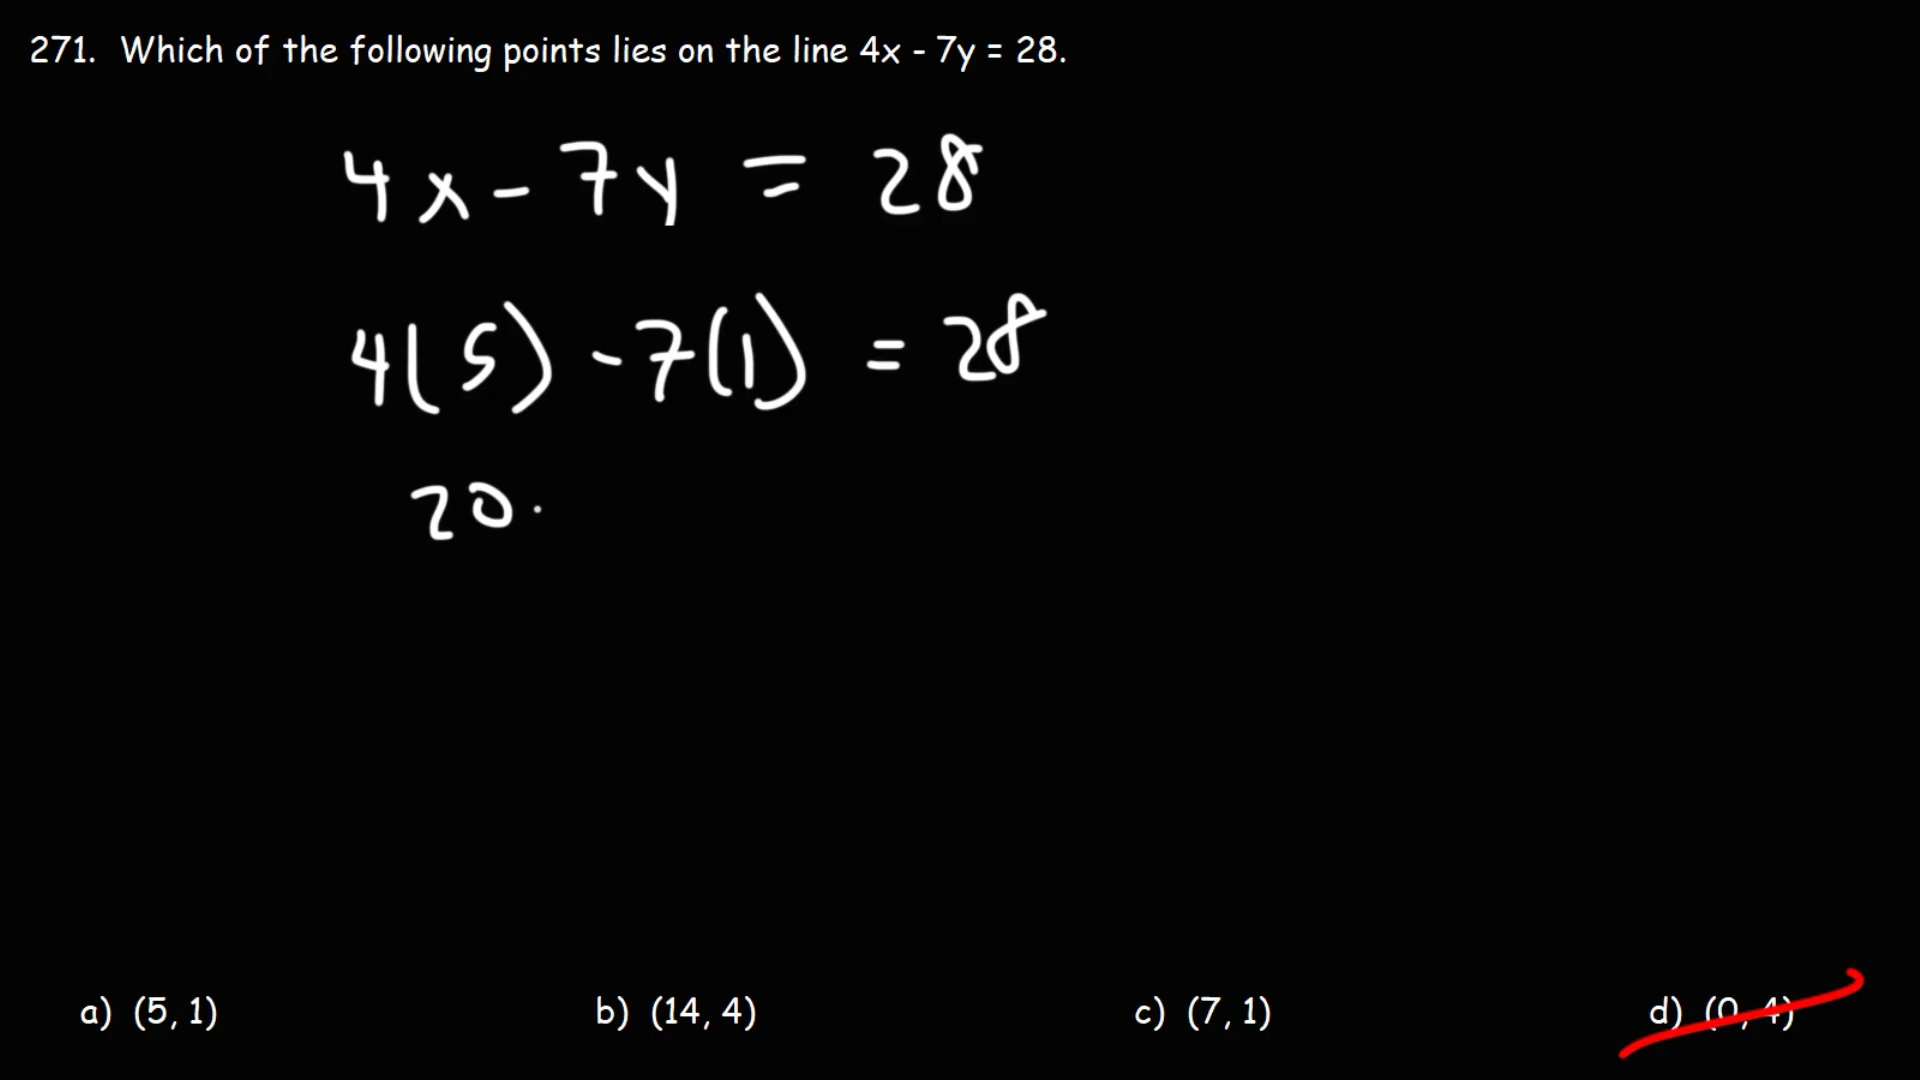 271. Which of the following points lies on the line 4x - 7y = 28.
4x - 7y = 28
4(5) - 7(1) = 28
20 ·
a) (5, 1) b) (14, 4) c) (7, 1) d) (0, 4)